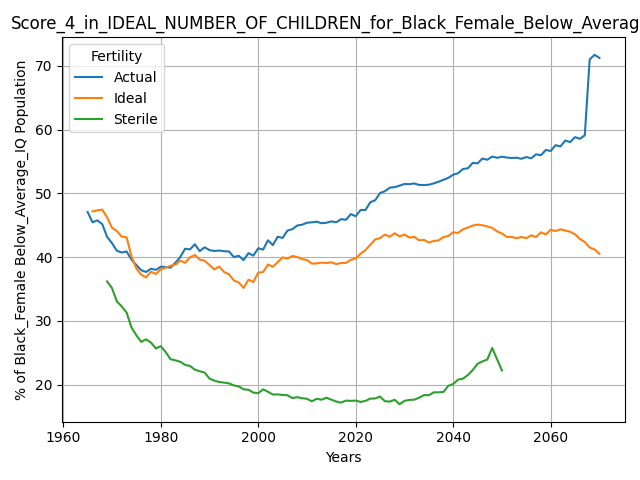 Score_4_in_IDEAL_NUMBER_OF_CHILDREN_for_Black_Female_Below_Averag
% of Black_Female Below_Average_IQ Population
Fertility
Actual
Ideal
Sterile
70
60
50
40
30
20
1960 1980 2000 2020 2040 2060
Years